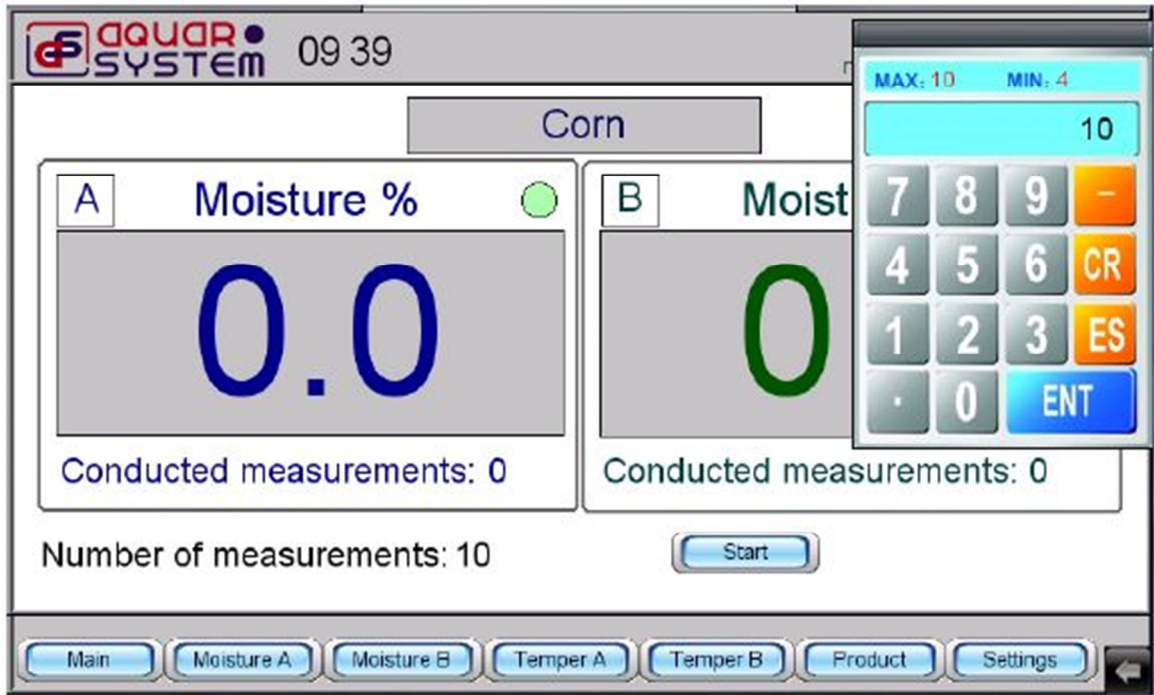 aquar
system
09 39
MAX: 10 MIN: 4
10
Corn
A Moisture %
B Moist
0.0
0
7 8 9 –
4 5 6 CR
1 2 3 ES
. 0 ENT
Conducted measurements: 0
Conducted measurements: 0
Number of measurements: 10
Start
Main Moisture A Moisture B Temper A Temper B Product Settings